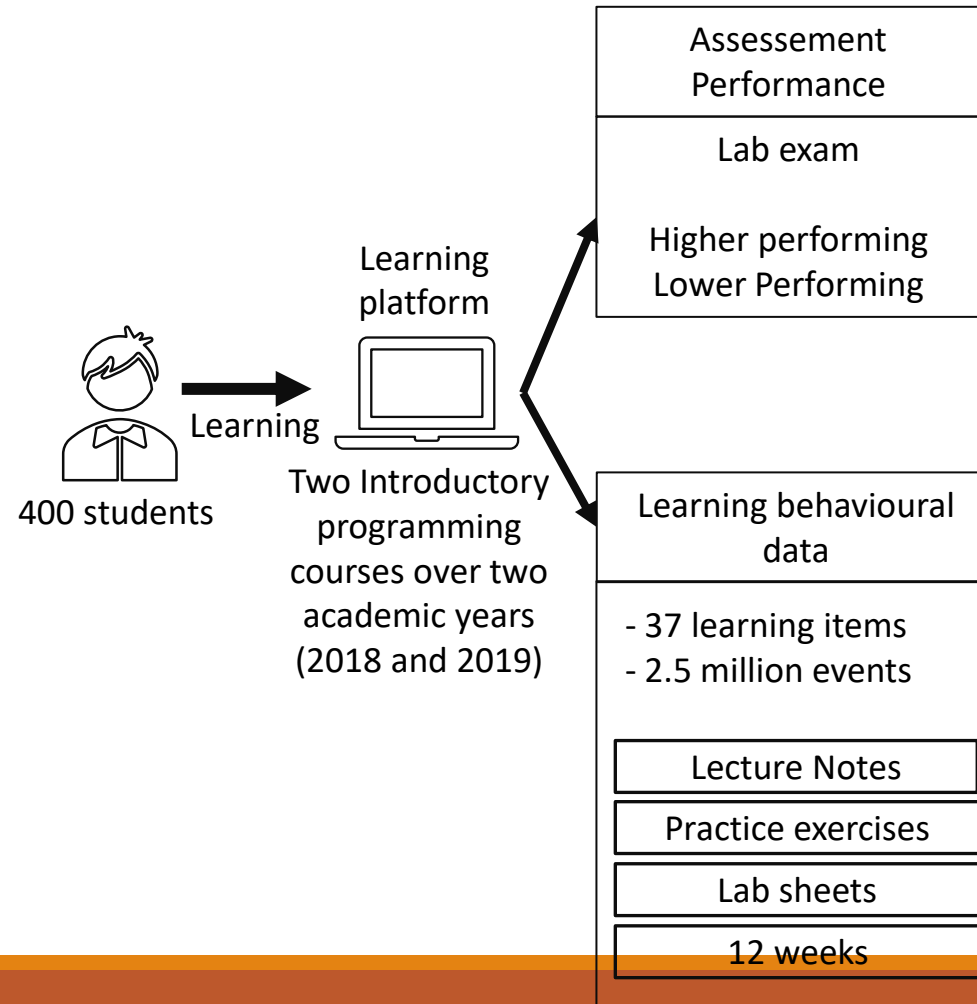 400 students
Learning
Learning
platform
Two Introductory
programming
courses over two
academic years
(2018 and 2019)
Assessement
Performance
Lab exam
Higher performing
Lower Performing
Learning behavioural
data
- 37 learning items
- 2.5 million events
Lecture Notes
Practice exercises
Lab sheets
12 weeks